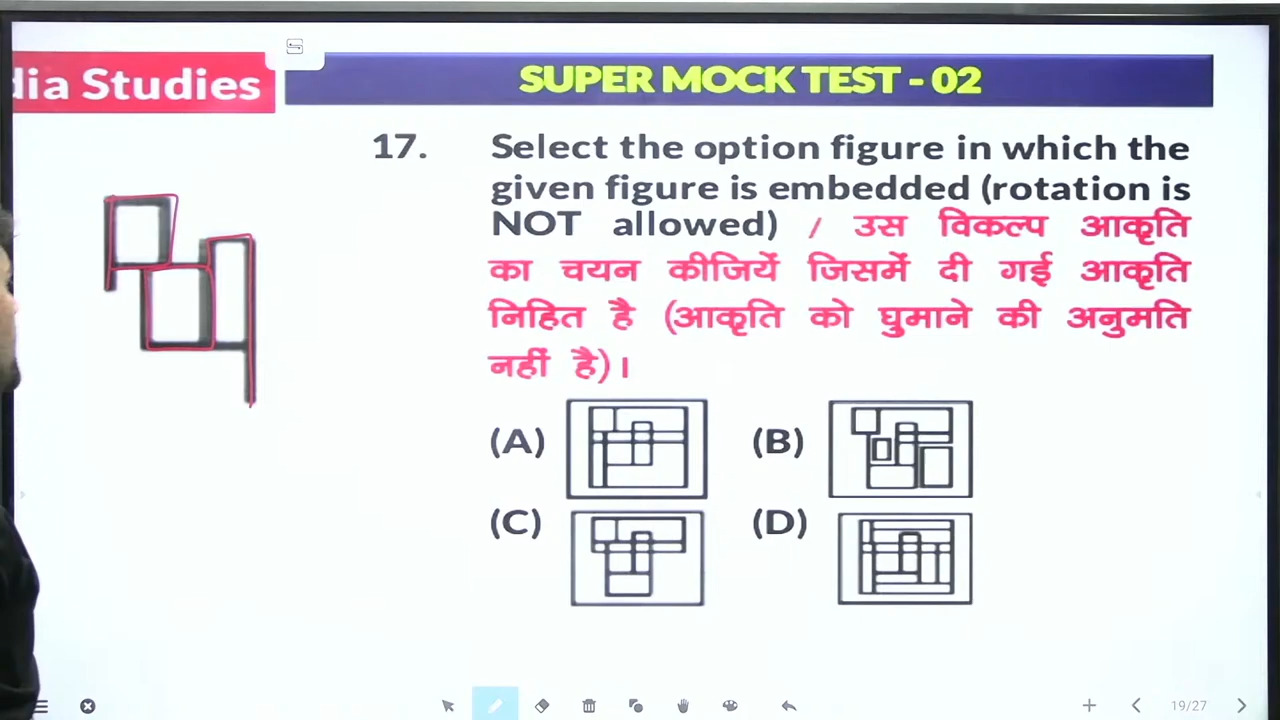 dia Studies
SUPER MOCK TEST - 02
17. Select the option figure in which the
given figure is embedded (rotation is
NOT allowed) / उस विकल्प आकृति
का चयन कीजियें जिसमें दी गई आकृति
निहित है (आकृति को घुमाने की अनुमति
नहीं है)।
(A) (B)
(C) (D)
19/27